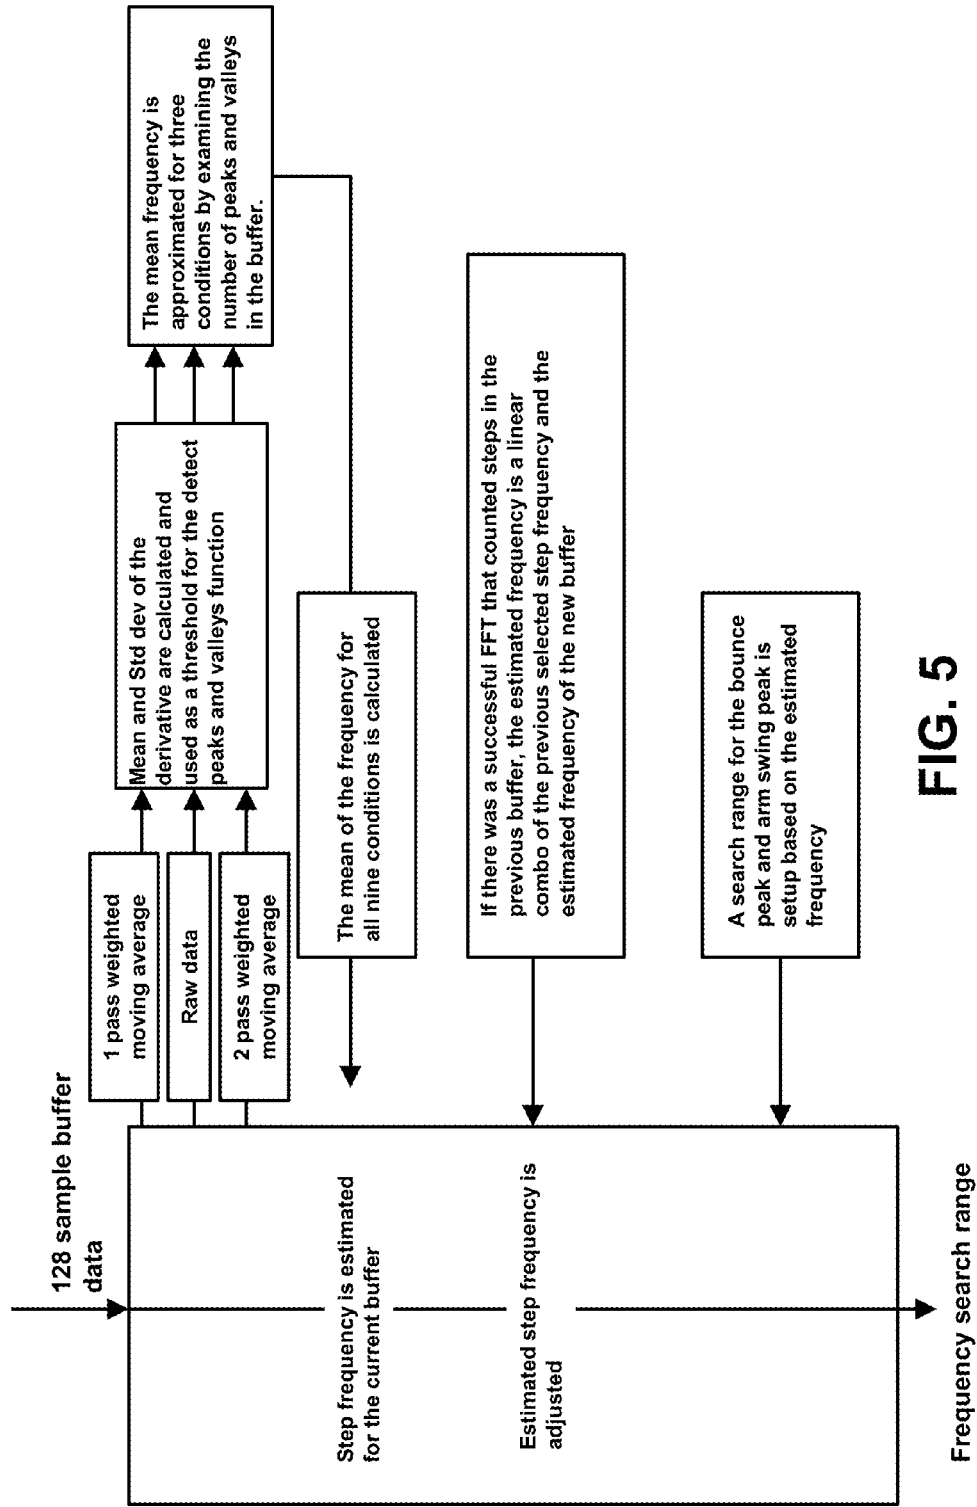 128 sample buffer
data
1 pass weighted
moving average
Raw data
2 pass weighted
moving average
Mean and Std dev of the
derivative are calculated and
used as a threshold for the detect
peaks and valleys function
The mean frequency is
approximated for three
conditions by examining the
number of peaks and valleys
in the buffer.
Step frequency is estimated
for the current buffer
The mean of the frequency for
all nine conditions is calculated
Estimated step frequency is
adjusted
If there was a successful FFT that counted steps in the
previous buffer, the estimated frequency is a linear
combo of the previous selected step frequency and the
estimated frequency of the new buffer
A search range for the bounce
peak and arm swing peak is
setup based on the estimated
frequency
Frequency search range
FIG. 5